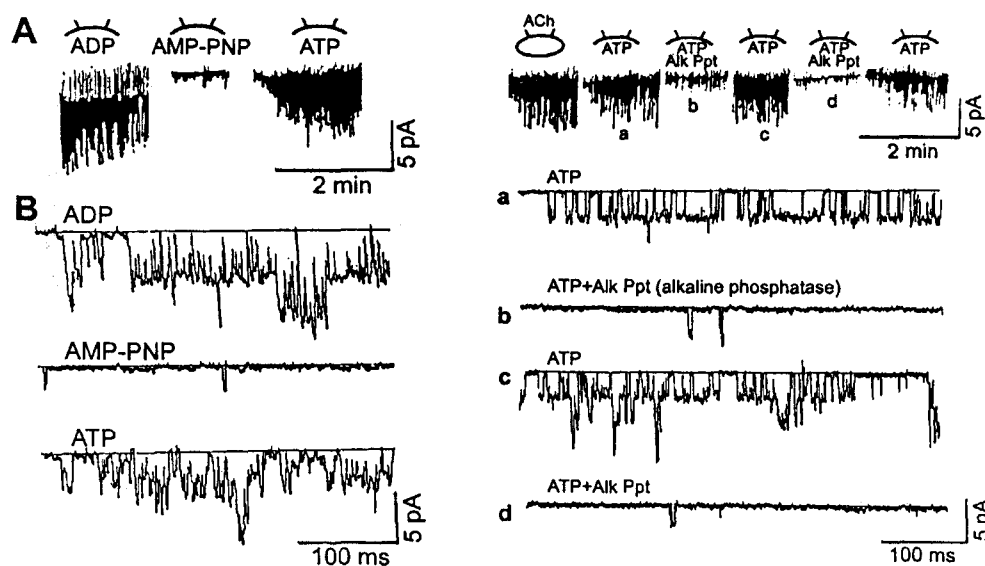 A
ADP AMP-PNP ATP
5 pA
2 min
B
ADP
AMP-PNP
ATP
5 pA
100 ms
ACh
ATP ATP ATP ATP ATP
Alk Ppt Alk Ppt
b d
a c
5 pA
2 min
a ATP
b ATP+Alk Ppt (alkaline phosphatase)
c ATP
d ATP+Alk Ppt
5 pA
100 ms